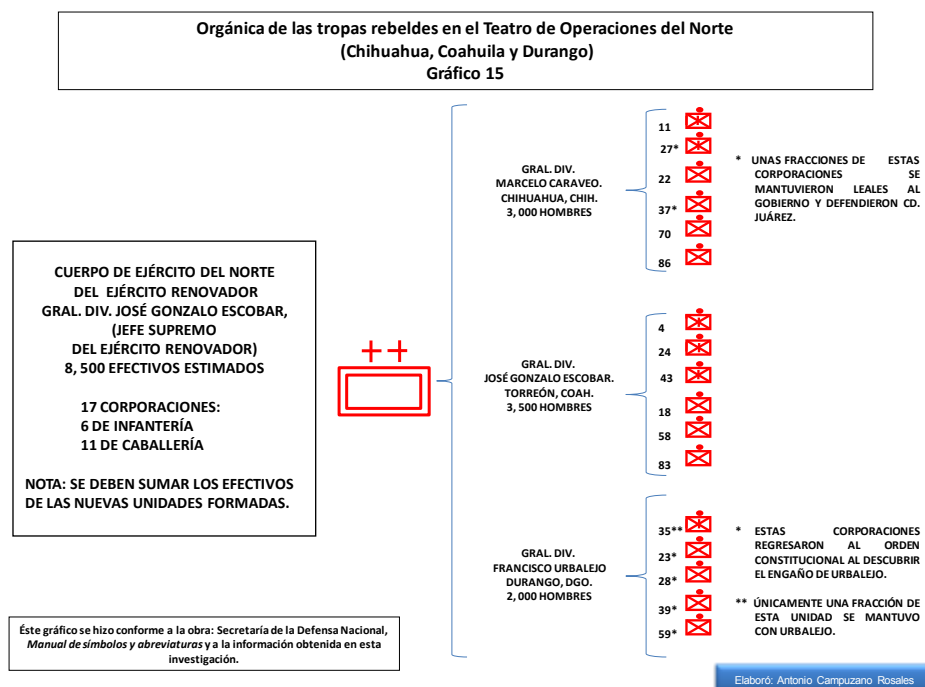 Orgánica de las tropas rebeldes en el Teatro de Operaciones del Norte
(Chihuahua, Coahuila y Durango)
Gráfico 15
CUERPO DE EJÉRCITO DEL NORTE
DEL EJÉRCITO RENOVADOR
GRAL. DIV. JOSÉ GONZALO ESCOBAR,
(JEFE SUPREMO
DEL EJÉRCITO RENOVADOR)
8, 500 EFECTIVOS ESTIMADOS
17 CORPORACIONES:
6 DE INFANTERÍA
11 DE CABALLERÍA
NOTA: SE DEBEN SUMAR LOS EFECTIVOS
DE LAS NUEVAS UNIDADES FORMADAS.
GRAL. DIV.
MARCELO CARAVEO.
CHIHUAHUA, CHIH.
3, 000 HOMBRES
11
27*
22
37*
70
86
* UNAS FRACCIONES DE ESTAS
CORPORACIONES SE
MANTUVIERON LEALES AL
GOBIERNO Y DEFENDIERON CD.
JUÁREZ.
GRAL. DIV.
JOSÉ GONZALO ESCOBAR.
TORREÓN, COAH.
3, 500 HOMBRES
4
24
43
18
58
83
GRAL. DIV.
FRANCISCO URBALEJO
DURANGO, DGO.
2, 000 HOMBRES
35**
23*
28*
39*
59*
* ESTAS CORPORACIONES
REGRESARON AL ORDEN
CONSTITUCIONAL AL DESCUBRIR
EL ENGAÑO DE URBALEJO.
** ÚNICAMENTE UNA FRACCIÓN DE
ESTA UNIDAD SE MANTUVO
CON URBALEJO.
Éste gráfico se hizo conforme a la obra: Secretaría de la Defensa Nacional,
Manual de símbolos y abreviaturas y a la información obtenida en esta
investigación.
Elaboró: Antonio Campuzano Rosales